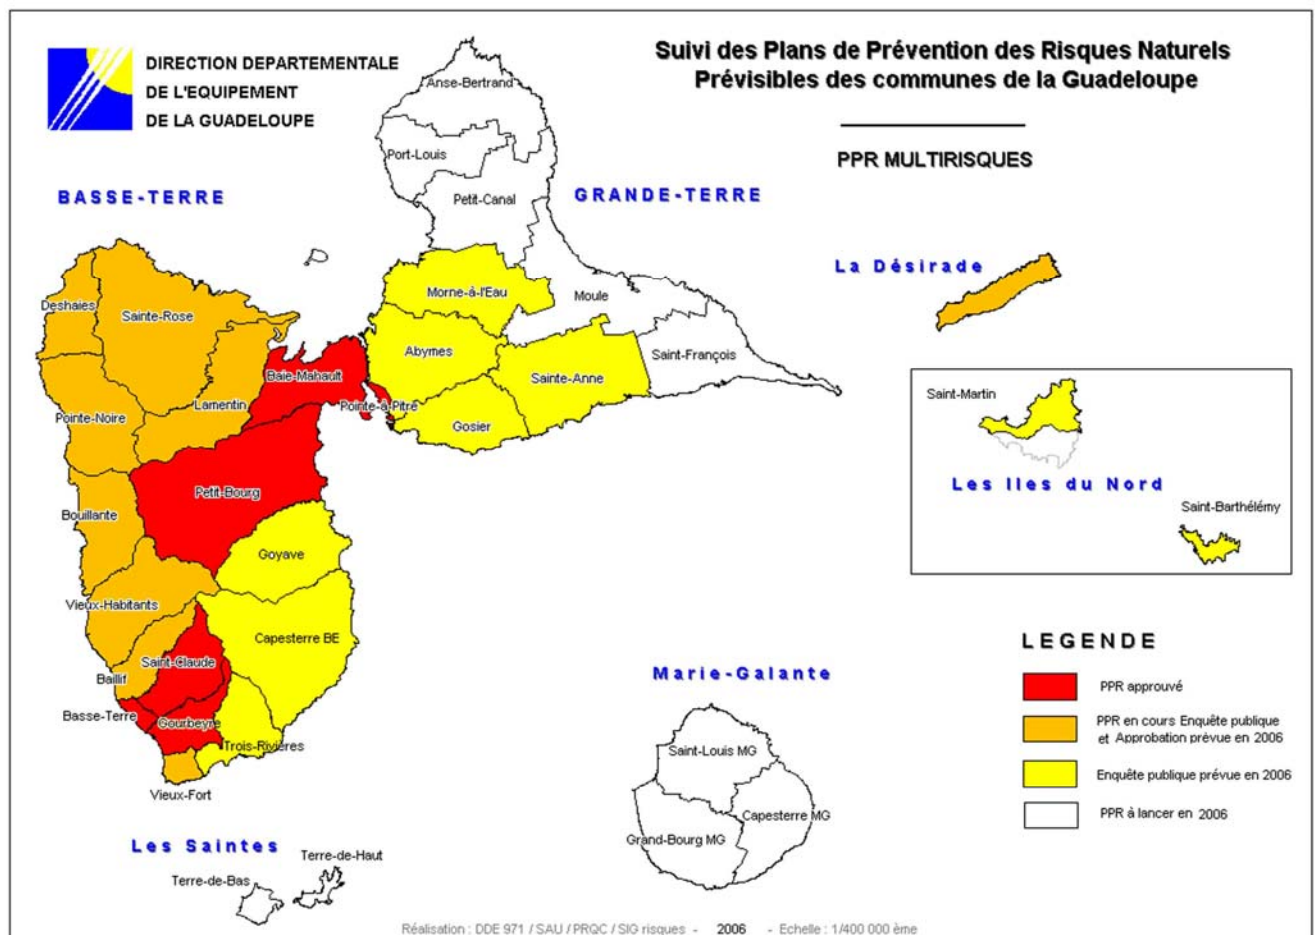 DIRECTION DEPARTEMENTALE
DE L'EQUIPEMENT
DE LA GUADELOUPE
Suivi des Plans de Prévention des Risques Naturels
Prévisibles des communes de la Guadeloupe
PPR MULTIRISQUES
BASSE-TERRE
GRANDE-TERRE
Anse-Bertrand
Port-Louis
Petit-Canal
La Désirade
Deshaies
Sainte-Rose
Morne-à-l'Eau
Moule
Abymes
Saint-François
Baie-Mahault
Sainte-Anne
Lamentin
Pointe-à-Pitre
Pointe-Noire
Gosier
Saint-Martin
Les Iles du Nord
Saint-Barthélémy
Petit-Bourg
Bouillante
Goyave
Vieux-Habitants
Capesterre BE
Saint-Claude
Baillif
Basse-Terre
Gourbeyre
Trois-Rivières
Vieux-Fort
Marie-Galante
Saint-Louis MG
Capesterre MG
Grand-Bourg MG
Les Saintes
Terre-de-Haut
Terre-de-Bas
LEGENDE
PPR approuvé
PPR en cours Enquête publique
et Approbation prévue en 2006
Enquête publique prévue en 2006
PPR à lancer en 2006
Réalisation : DDE 971 / SAU / PRQC / SIG risques - 2006 - Echelle : 1/400 000 ème